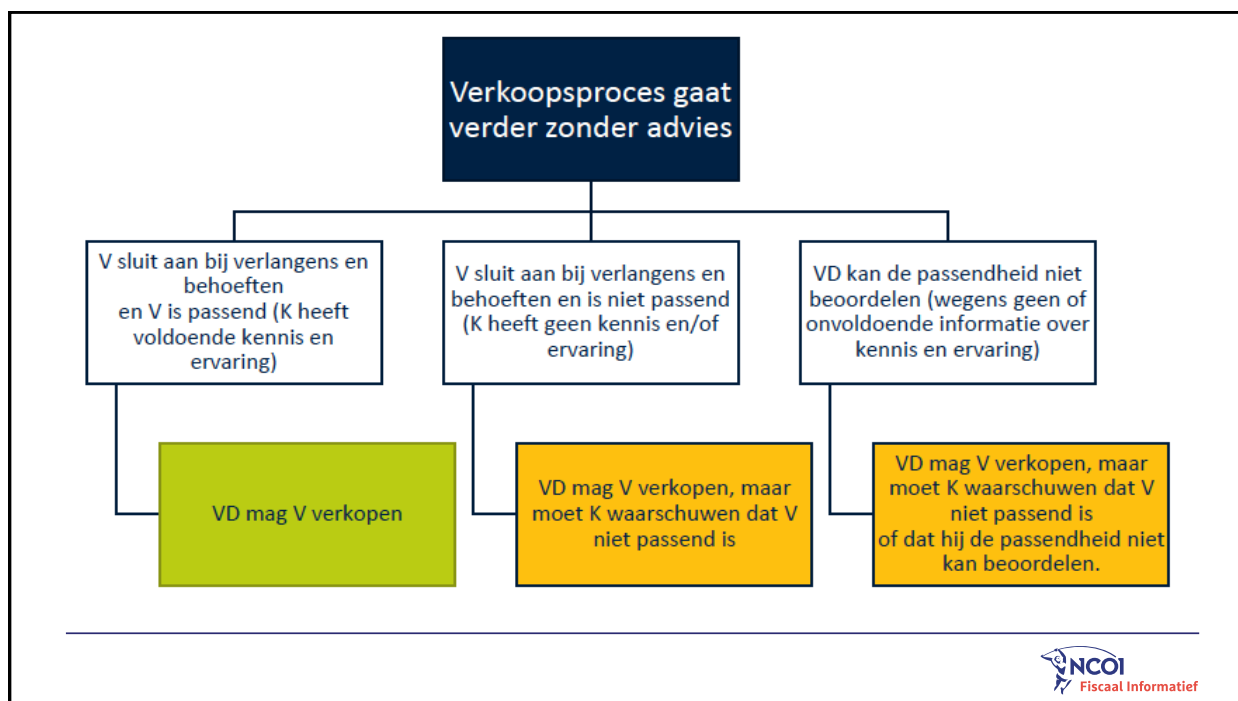 Verkoopsproces gaat
verder zonder advies
V sluit aan bij verlangens en
behoeften
en V is passend (K heeft
voldoende kennis en
ervaring)
V sluit aan bij verlangens en
behoeften en is niet passend
(K heeft geen kennis en/of
ervaring)
VD kan de passendheid niet
beoordelen (wegens geen of
onvoldoende informatie over
kennis en ervaring)
VD mag V verkopen
VD mag V verkopen, maar
moet K waarschuwen dat V
niet passend is
VD mag V verkopen, maar
moet K waarschuwen dat V
niet passend is
of dat hij de passendheid niet
kan beoordelen.
NCOI
Fiscaal Informatief